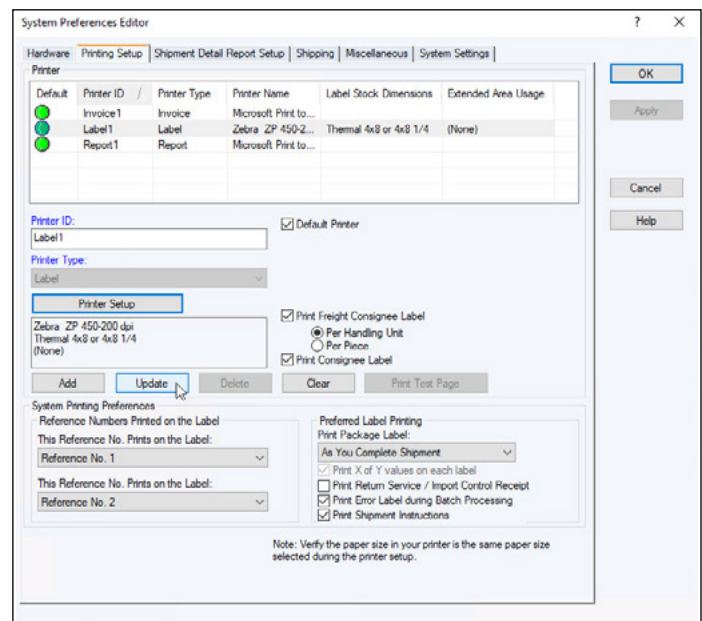 System Preferences Editor ? ×
Hardware Printing Setup Shipment Detail Report Setup Shipping Miscellaneous System Settings
Printer
Default Printer ID / Printer Type Printer Name Label Stock Dimensions Extended Area Usage
Invoice1 Invoice Microsoft Print to...
Label1 Label Zebra ZP 450-2... Thermal 4x8 or 4x8 1/4 (None)
Report1 Report Microsoft Print to...
OK
Apply
Cancel
Help
Printer ID:
Label1
Default Printer
Printer Type:
Label
Printer Setup
Zebra ZP 450-200 dpi
Thermal 4x8 or 4x8 1/4
(None)
Print Freight Consignee Label
Per Handling Unit
Per Piece
Print Consignee Label
Add Update Delete Clear Print Test Page
System Printing Preferences
Reference Numbers Printed on the Label
This Reference No. Prints on the Label:
Reference No. 1
This Reference No. Prints on the Label:
Reference No. 2
Preferred Label Printing
Print Package Label:
As You Complete Shipment
Print X of Y values on each label
Print Return Service / Import Control Receipt
Print Error Label during Batch Processing
Print Shipment Instructions
Note: Verify the paper size in your printer is the same paper size
selected during the printer setup.